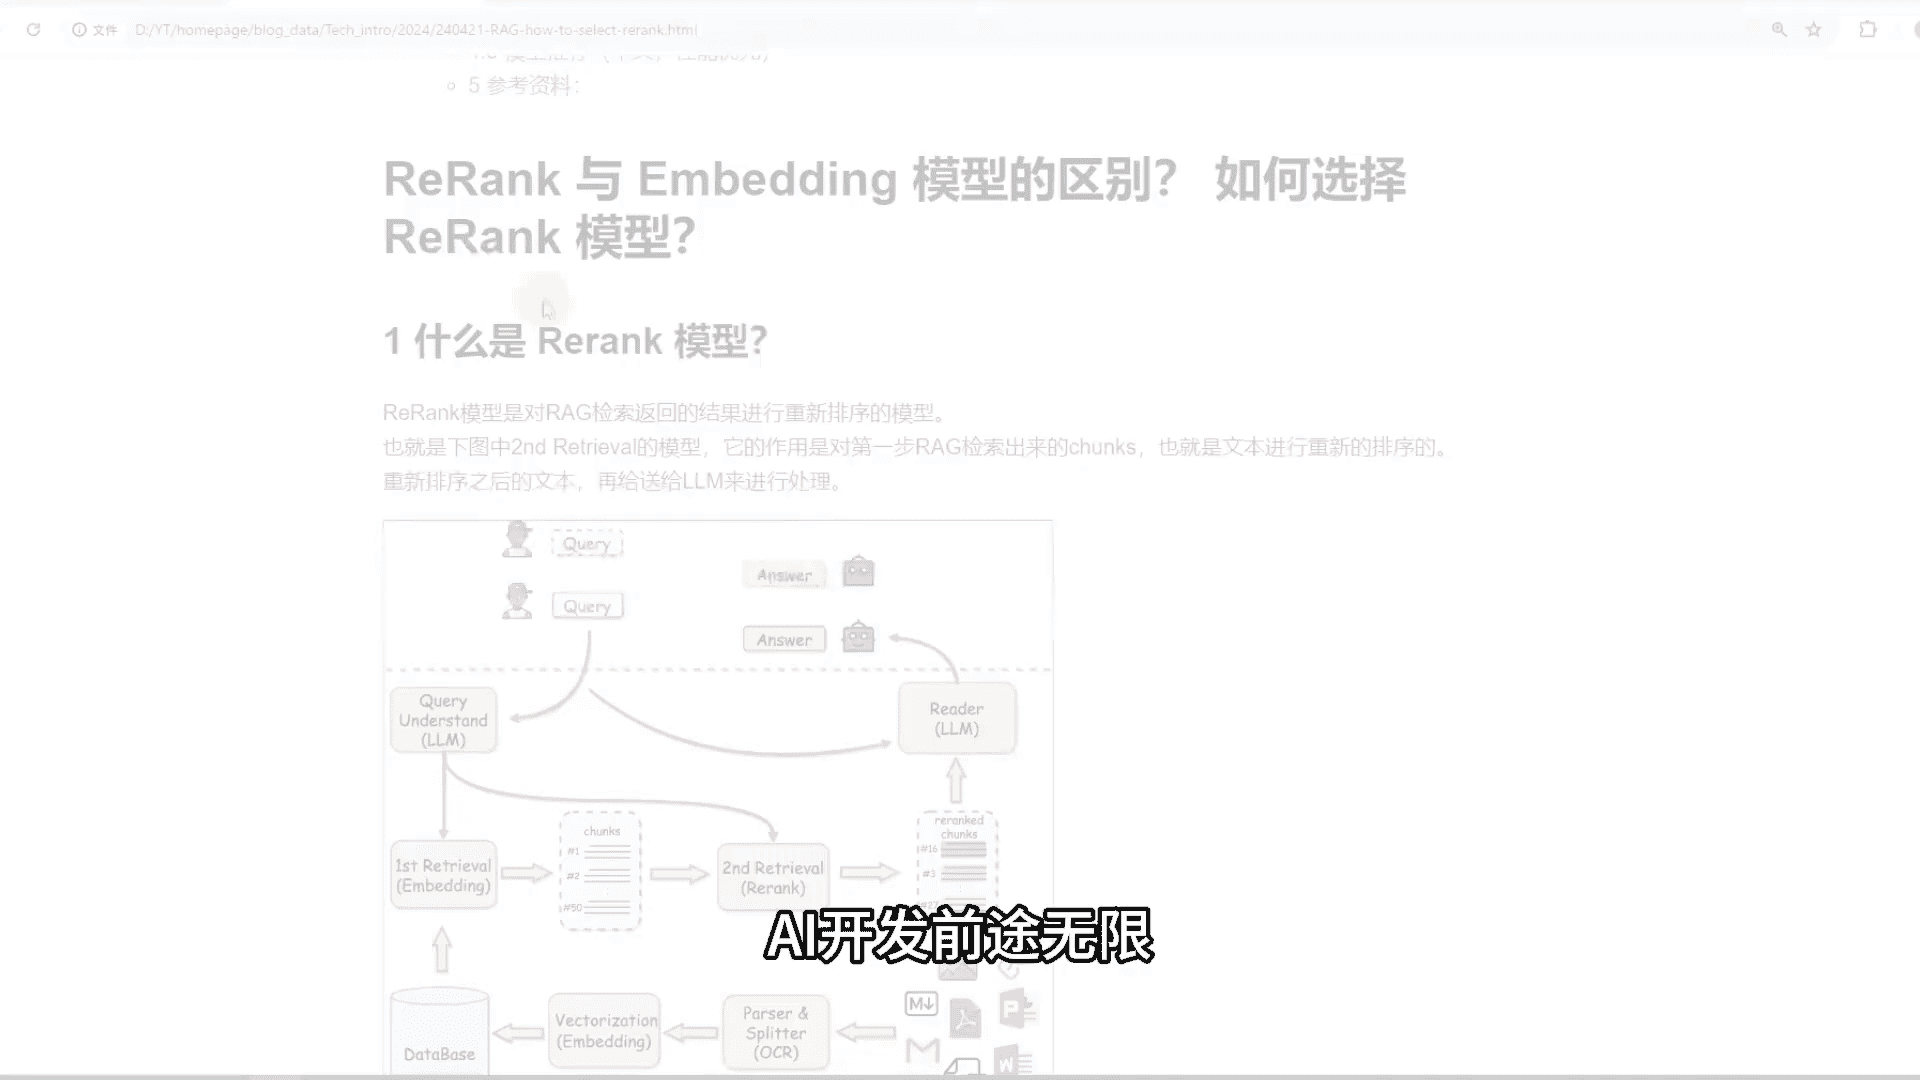 文件 D:/YT/homepage/blog_data/Tech_intro/2024/240421-RAG-how-to-select-rerank.html
5 参考资料：
ReRank 与 Embedding 模型的区别？ 如何选择
ReRank 模型？
1 什么是 Rerank 模型？
ReRank模型是对RAG检索返回的结果进行重新排序的模型。
也就是下图中2nd Retrieval的模型，它的作用是对第一步RAG检索出来的chunks，也就是文本进行重新的排序的。
重新排序之后的文本，再给送给LLM来进行处理。
Query
Answer
Query
Answer
Query
Understand
(LLM)
Reader
(LLM)
1st Retrieval
(Embedding)
chunks
#1
#2
#50
2nd Retrieval
(Rerank)
reranked
chunks
#16
#3
#27
AI开发前途无限
DataBase
Vectorization
(Embedding)
Parser &
Splitter
(OCR)
M↓
P
W